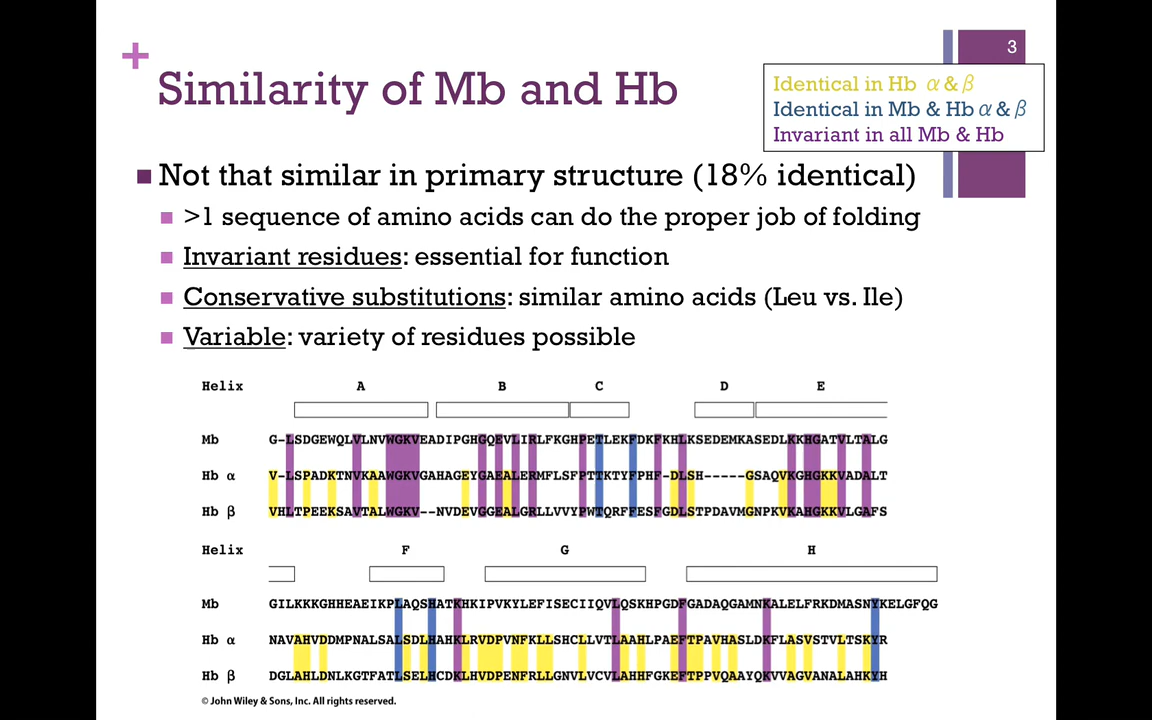 3
Similarity of Mb and Hb
Identical in Hb α & β
Identical in Mb & Hb α & β
Invariant in all Mb & Hb
Not that similar in primary structure (18% identical)
>1 sequence of amino acids can do the proper job of folding
Invariant residues: essential for function
Conservative substitutions: similar amino acids (Leu vs. Ile)
Variable: variety of residues possible
Helix A B C D E
Mb G-LSDGEWQLVLNVWGKVEADIPGHGQEVLIRLFKGHPETLEKFDKFKHLKSEDEMKASEDLKKHGATVLTALG
Hb α V-LSPADKTNVKAAWGKVGAHAGEYGAEALERMFLSFPTTKTYFPHF-DLSH-----GSAQVKGHGKKVADALT
Hb β VHLTPEEKSAVTALWGKV--NVDEVGGEALGRLLVVYPWTQRFFESFGDLSTPDAVMGNPKVKAHGKKVLGAFS
Helix F G H
Mb GILKKKGHHEAEIKPLAQSHATKHKIPVKYLEFISECIIQVLQSKHPGDFGADAQGAMNKALELFRKDMASNYKELGFQG
Hb α NAVAHVDDMPNALSALSDLHAHKLRVDPVNFKLLSHCLLVTLAAHLPAEFTPAVHASLDKFLASVSTVLTSKYR
Hb β DGLAHLDNLKGTFATLSELHCDKLHVDPENFRLLGNVLVCVLAHHFGKEFTPPVQAAYQKVVAGVANALAHKYH
© John Wiley & Sons, Inc. All rights reserved.